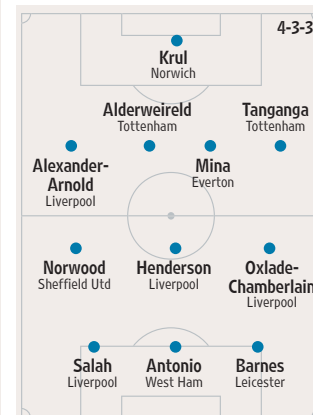 4-3-3
Krul
Norwich
Alderweireld
Tottenham
Tanganga
Tottenham
Alexander-
Arnold
Liverpool
Mina
Everton
Norwood
Sheffield Utd
Henderson
Liverpool
Oxlade-
Chamberlain
Liverpool
Salah
Liverpool
Antonio
West Ham
Barnes
Leicester